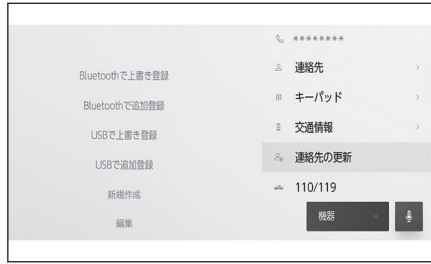 Bluetoothで上書き登録
Bluetoothで追加登録
USBで上書き登録
USBで追加登録
新規作成
編集
********
連絡先
キーパッド
交通情報
連絡先の更新
110/119
機器